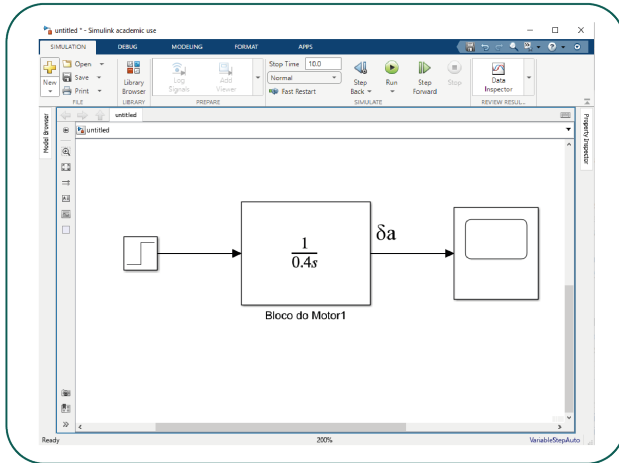 untitled * - Simulink academic use
SIMULATION DEBUG MODELING FORMAT APPS
New
Open
Save
Print
FILE
Library
Browser
LIBRARY
Log
Signals
Add
Viewer
PREPARE
Stop Time 10.0
Normal
Fast Restart
Step
Back
Run
Step
Forward
Stop
SIMULATE
Data
Inspector
REVIEW RESUL...
Model Browser
untitled
untitled
Property Inspector
1
0.4s
δa
Bloco do Motor1
Ready 200% VariableStepAuto